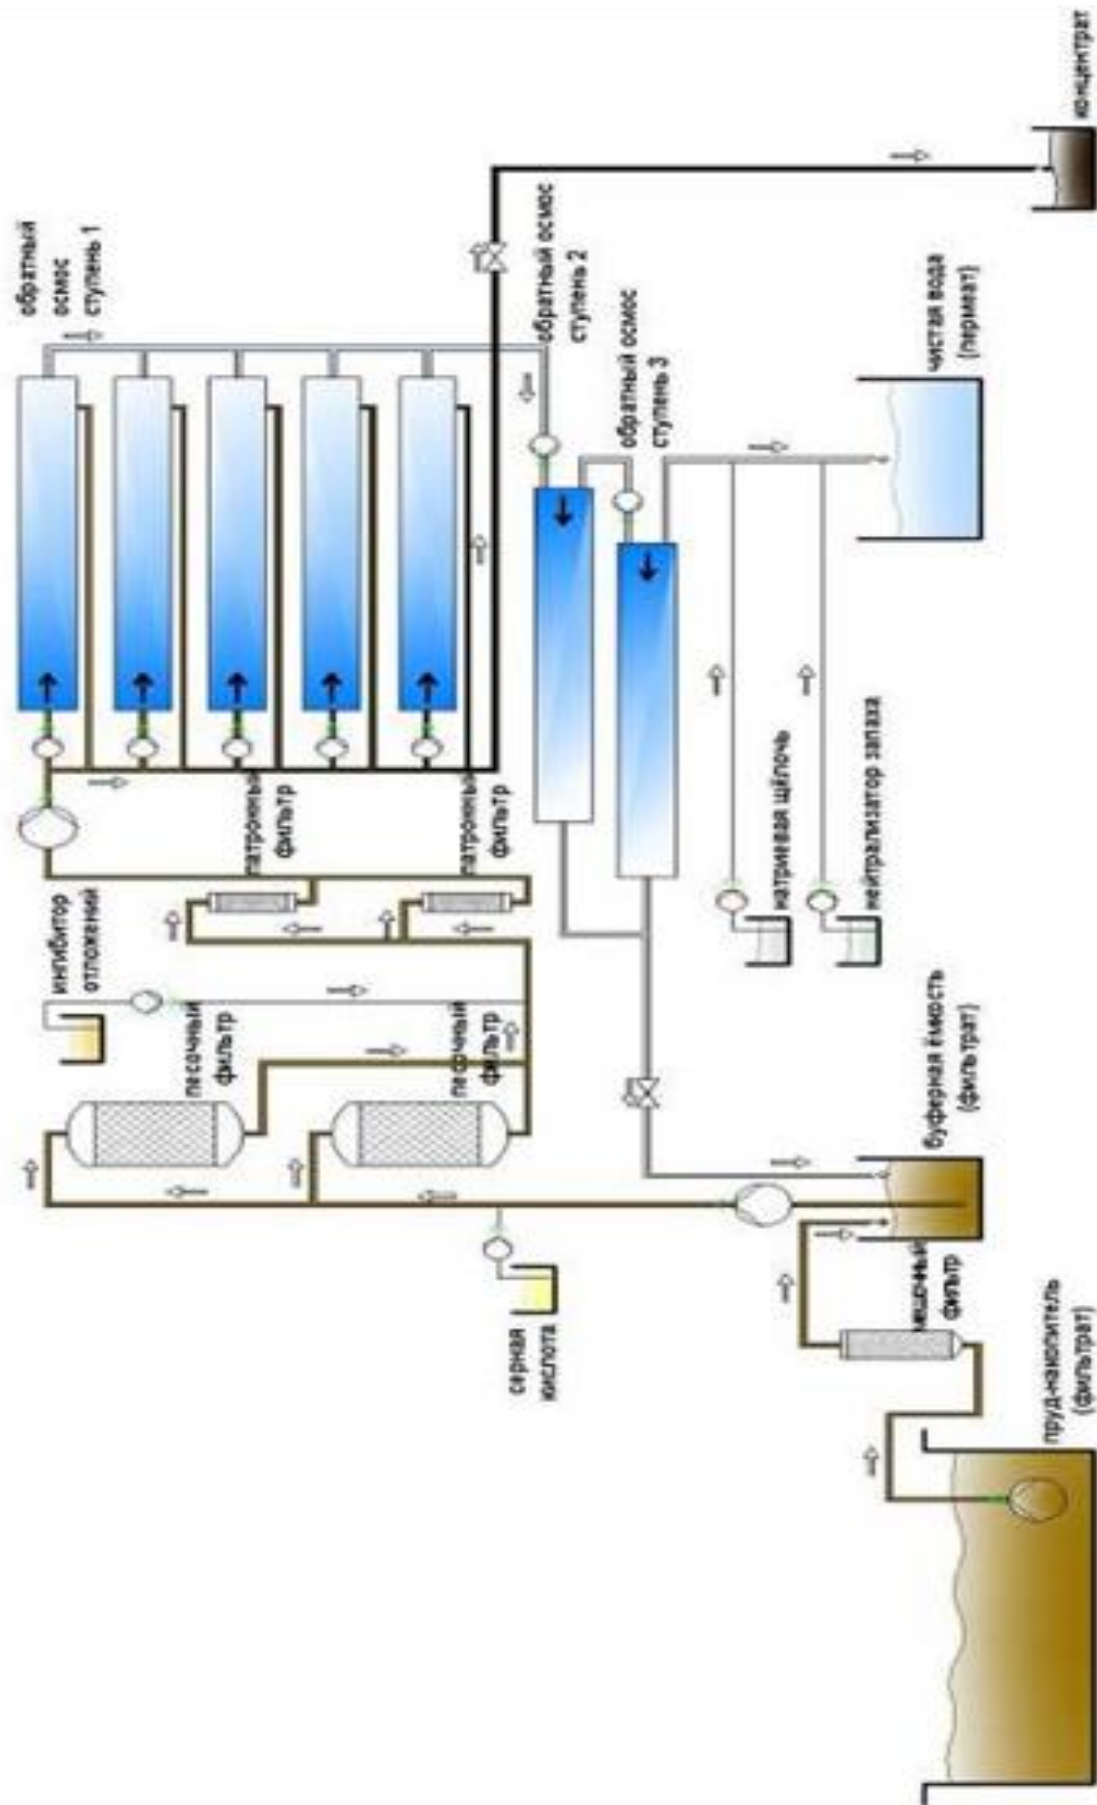 пруд-накопитель
(фильтрат)
мешочный
фильтр
буферная ёмкость
(фильтрат)
серная
кислота
песочный
фильтр
песочный
фильтр
ингибитор
отложений
патронный
фильтр
патронный
фильтр
обратный
осмос
ступень 1
обратный осмос
ступень 2
обратный осмос
ступень 3
натриевая щёлочь
нейтрализатор запаха
чистая вода
(пермеат)
концентрат